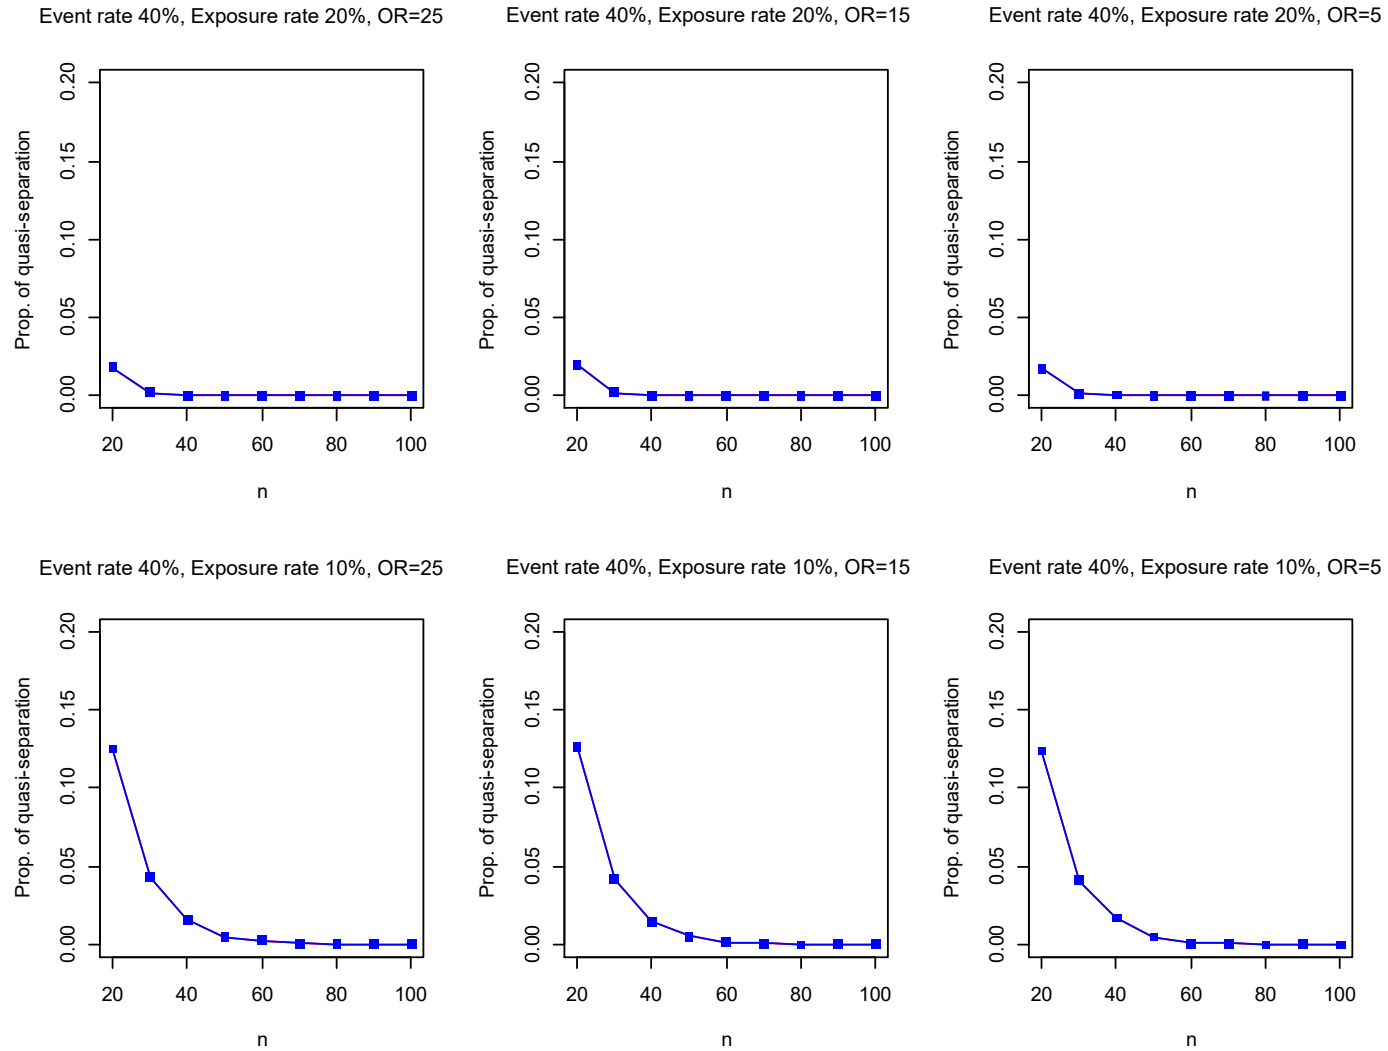 Event rate 40%, Exposure rate 20%, OR=25
Prop. of quasi-separation
0.20
0.15
0.10
0.05
0.00
20 40 60 80 100
n
Event rate 40%, Exposure rate 20%, OR=15
Prop. of quasi-separation
0.20
0.15
0.10
0.05
0.00
20 40 60 80 100
n
Event rate 40%, Exposure rate 20%, OR=5
Prop. of quasi-separation
0.20
0.15
0.10
0.05
0.00
20 40 60 80 100
n
Event rate 40%, Exposure rate 10%, OR=25
Prop. of quasi-separation
0.20
0.15
0.10
0.05
0.00
20 40 60 80 100
n
Event rate 40%, Exposure rate 10%, OR=15
Prop. of quasi-separation
0.20
0.15
0.10
0.05
0.00
20 40 60 80 100
n
Event rate 40%, Exposure rate 10%, OR=5
Prop. of quasi-separation
0.20
0.15
0.10
0.05
0.00
20 40 60 80 100
n